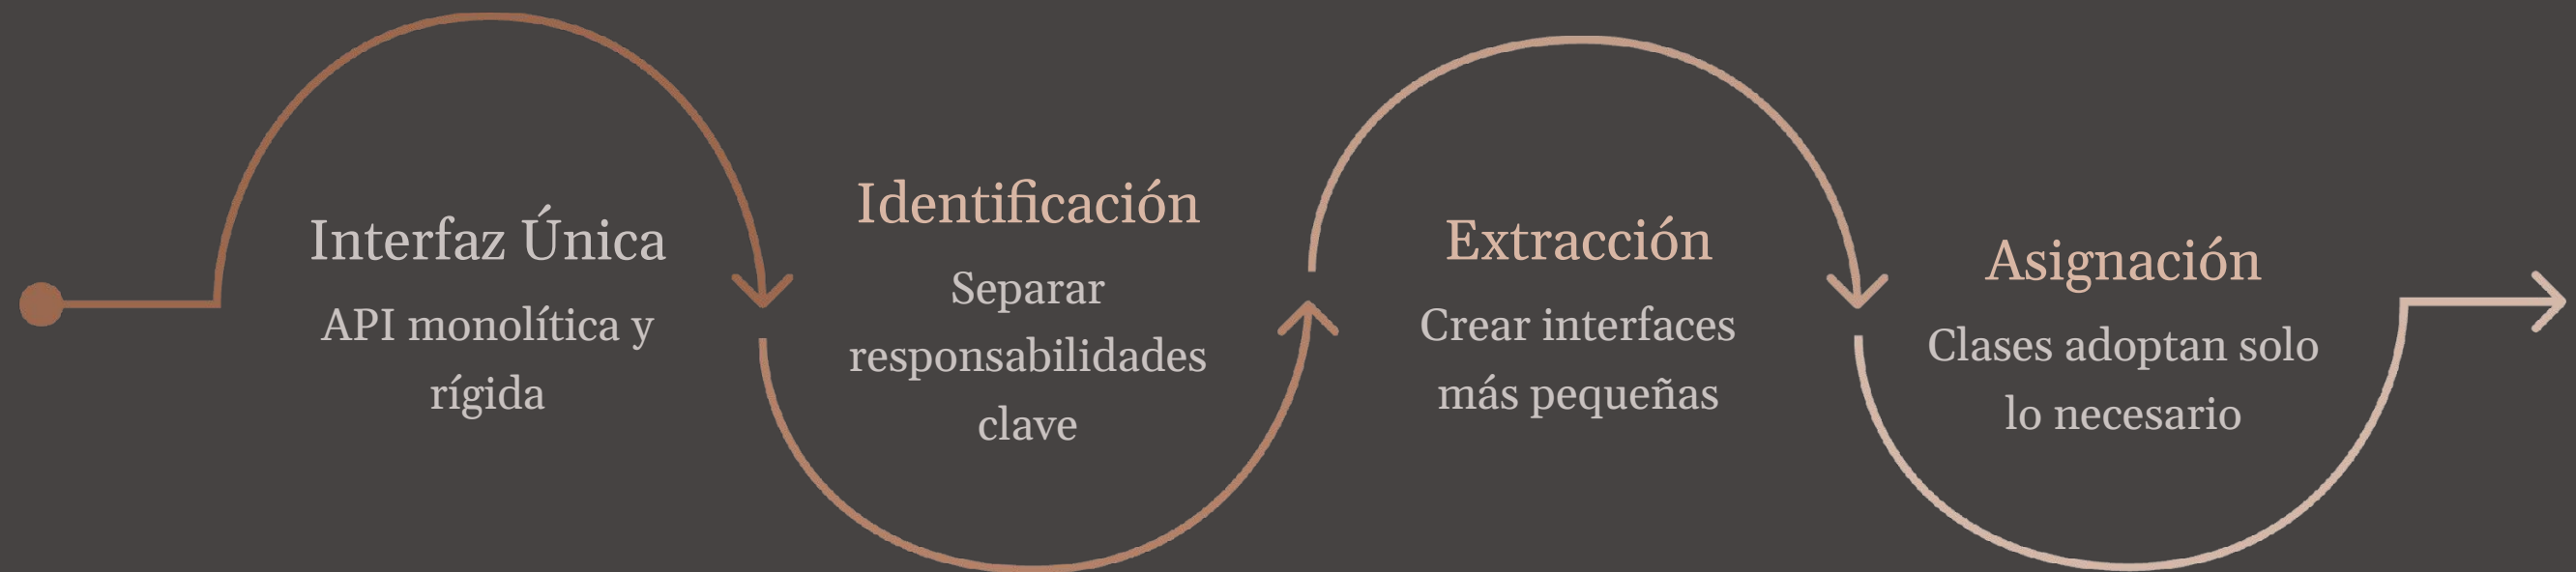 Interfaz Única
API monolítica y
rígida
Identificación
Separar
responsabilidades
clave
Extracción
Crear interfaces
más pequeñas
Asignación
Clases adoptan solo
lo necesario